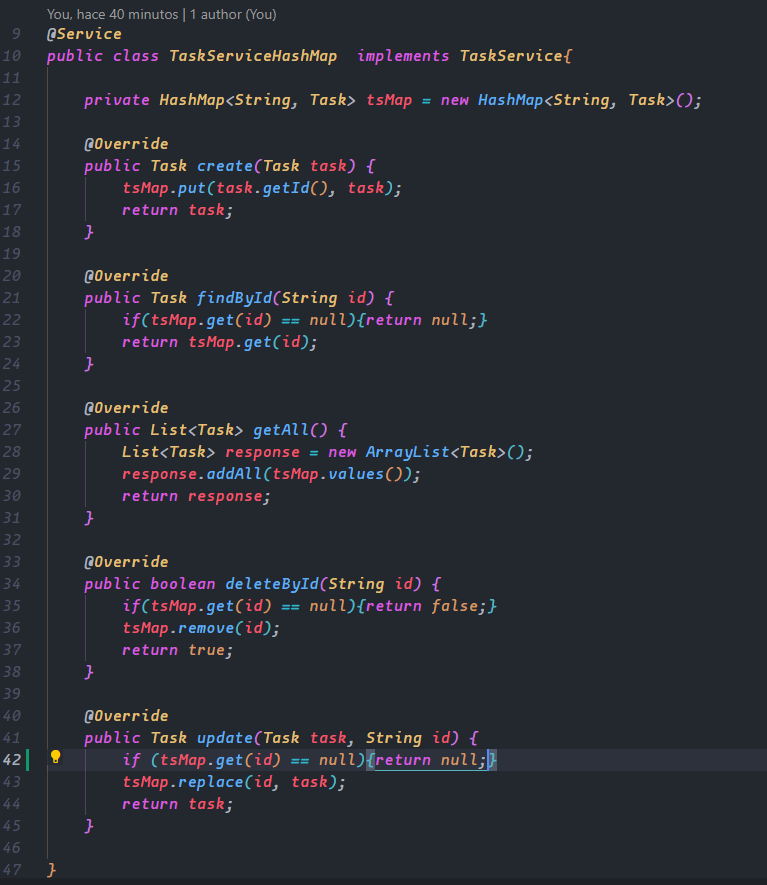 You, hace 40 minutos | 1 author (You)
9 @Service
10 public class TaskServiceHashMap  implements TaskService{
11
12     private HashMap<String, Task> tsMap = new HashMap<String, Task>();
13
14     @Override
15     public Task create(Task task) {
16         tsMap.put(task.getId(), task);
17         return task;
18     }
19
20     @Override
21     public Task findById(String id) {
22         if(tsMap.get(id) == null){return null;}
23         return tsMap.get(id);
24     }
25
26     @Override
27     public List<Task> getAll() {
28         List<Task> response = new ArrayList<Task>();
29         response.addAll(tsMap.values());
30         return response;
31     }
32
33     @Override
34     public boolean deleteById(String id) {
35         if(tsMap.get(id) == null){return false;}
36         tsMap.remove(id);
37         return true;
38     }
39
40     @Override
41     public Task update(Task task, String id) {
42         if (tsMap.get(id) == null){return null;}
43         tsMap.replace(id, task);
44         return task;
45     }
46
47 }